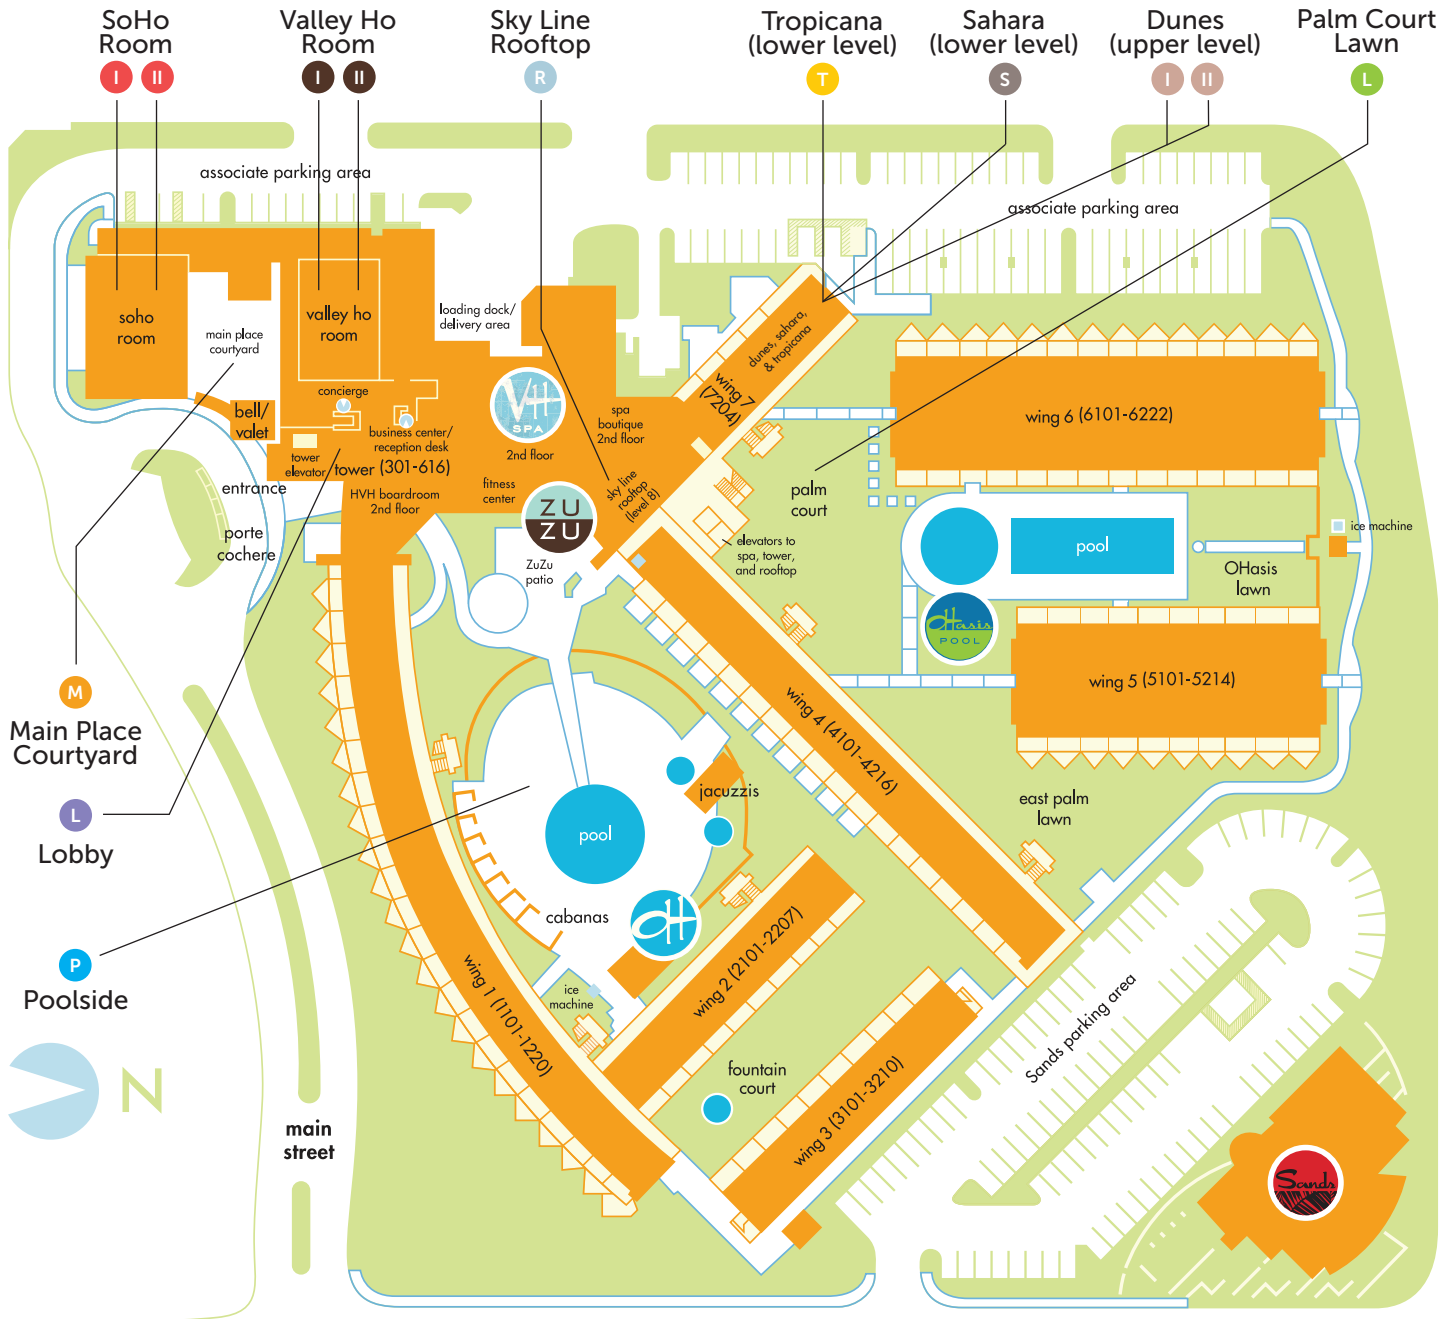 SoHo
Room
I II
Valley Ho
Room
I II
Sky Line
Rooftop
R
Tropicana
(lower level)
T
Sahara
(lower level)
S
Dunes
(upper level)
I II
Palm Court
Lawn
L
associate parking area
associate parking area
soho
room
main place
courtyard
valley ho
room
loading dock/
delivery area
dunes, sahara,
& tropicana
wing 7
(7204)
concierge
bell/
valet
business center/
reception desk
tower
elevator
tower (301-616)
HVH boardroom
2nd floor
VH
SPA
2nd floor
spa
boutique
2nd floor
fitness
center
sky line
rooftop
(level 8)
ZU
ZU
ZuZu
patio
entrance
porte
cochere
elevators to
spa, tower,
and rooftop
palm
court
wing 6 (6101-6222)
pool
ice machine
OHasis
lawn
OHasis
POOL
wing 5 (5101-5214)
wing 4 (4101-4216)
east palm
lawn
M
Main Place
Courtyard
L
Lobby
P
Poolside
N
jacuzzis
pool
cabanas
OH
ice
machine
wing 1 (1101-1220)
wing 2 (2101-2207)
fountain
court
wing 3 (3101-3210)
Sands parking area
main
street
Sands